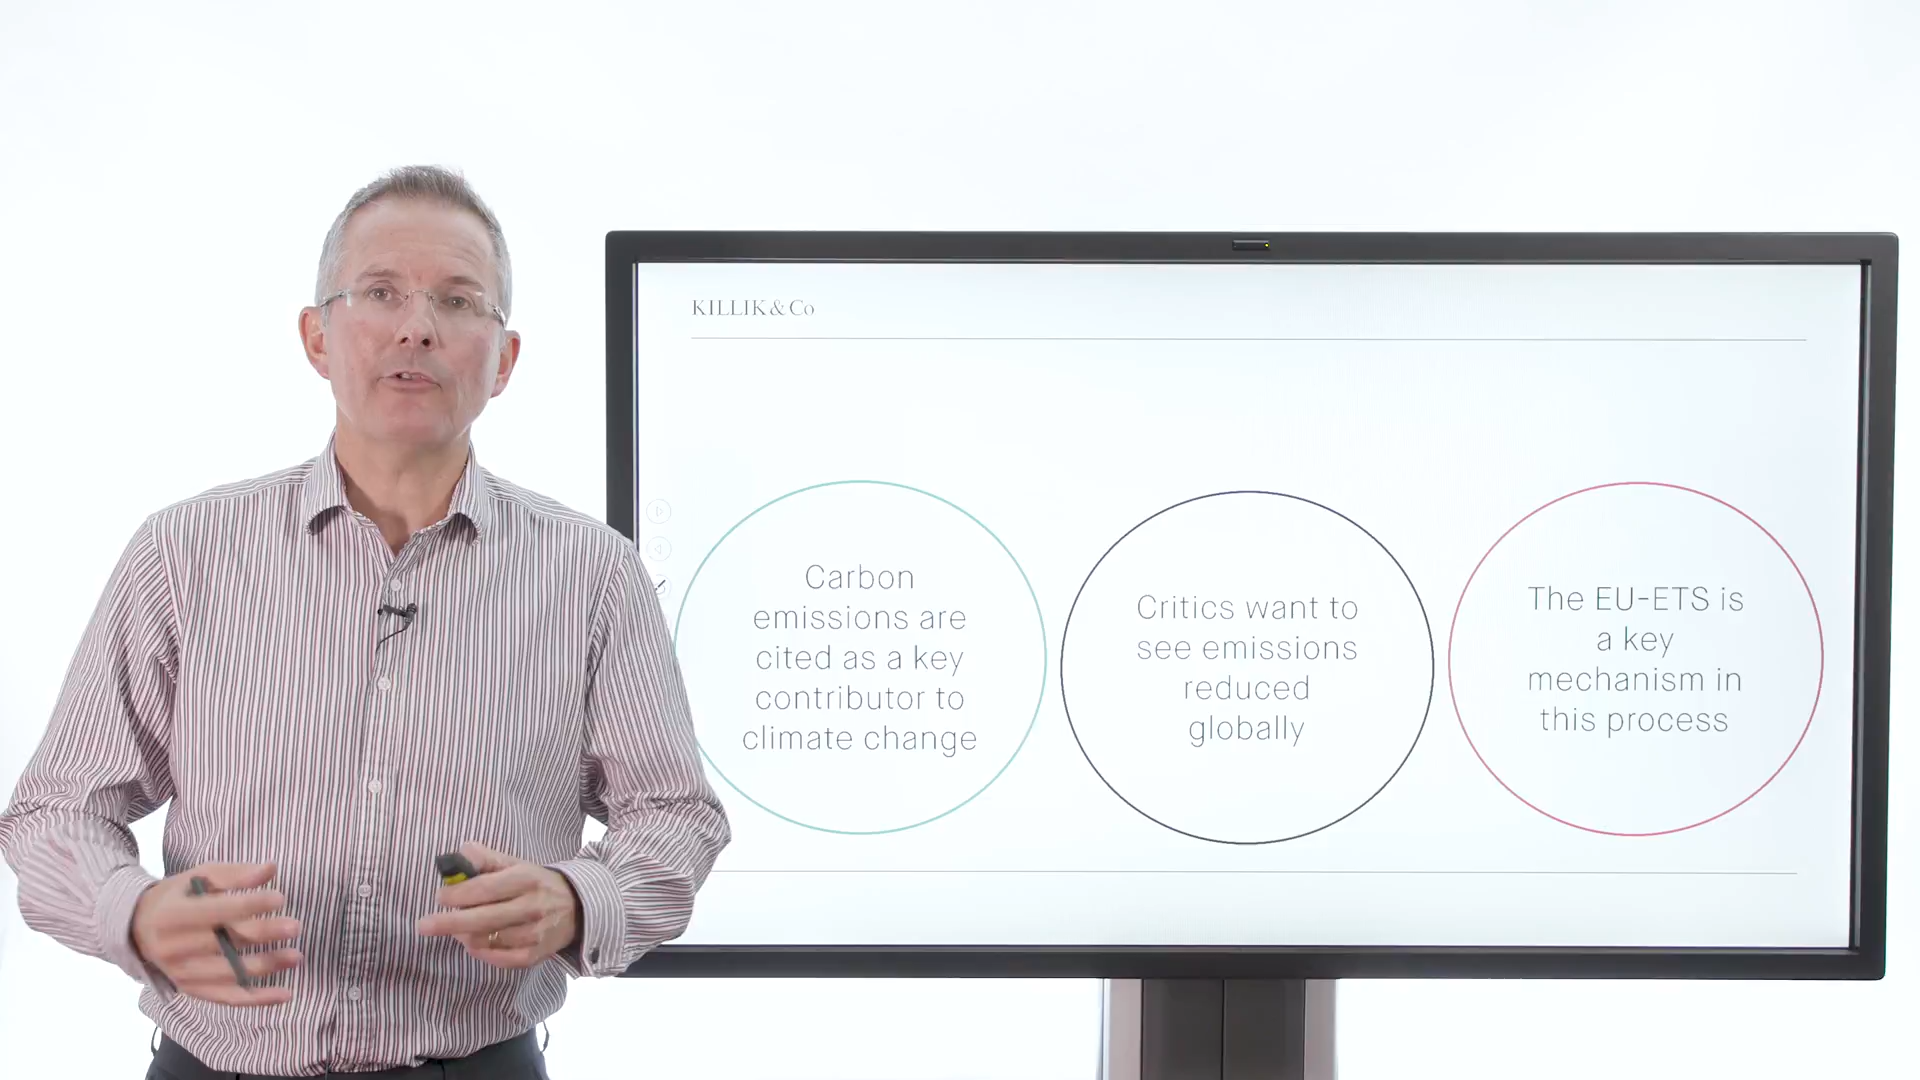 KILLIK & Co
Carbon
emissions are
cited as a key
contributor to
climate change
Critics want to
see emissions
reduced
globally
The EU-ETS is
a key
mechanism in
this process